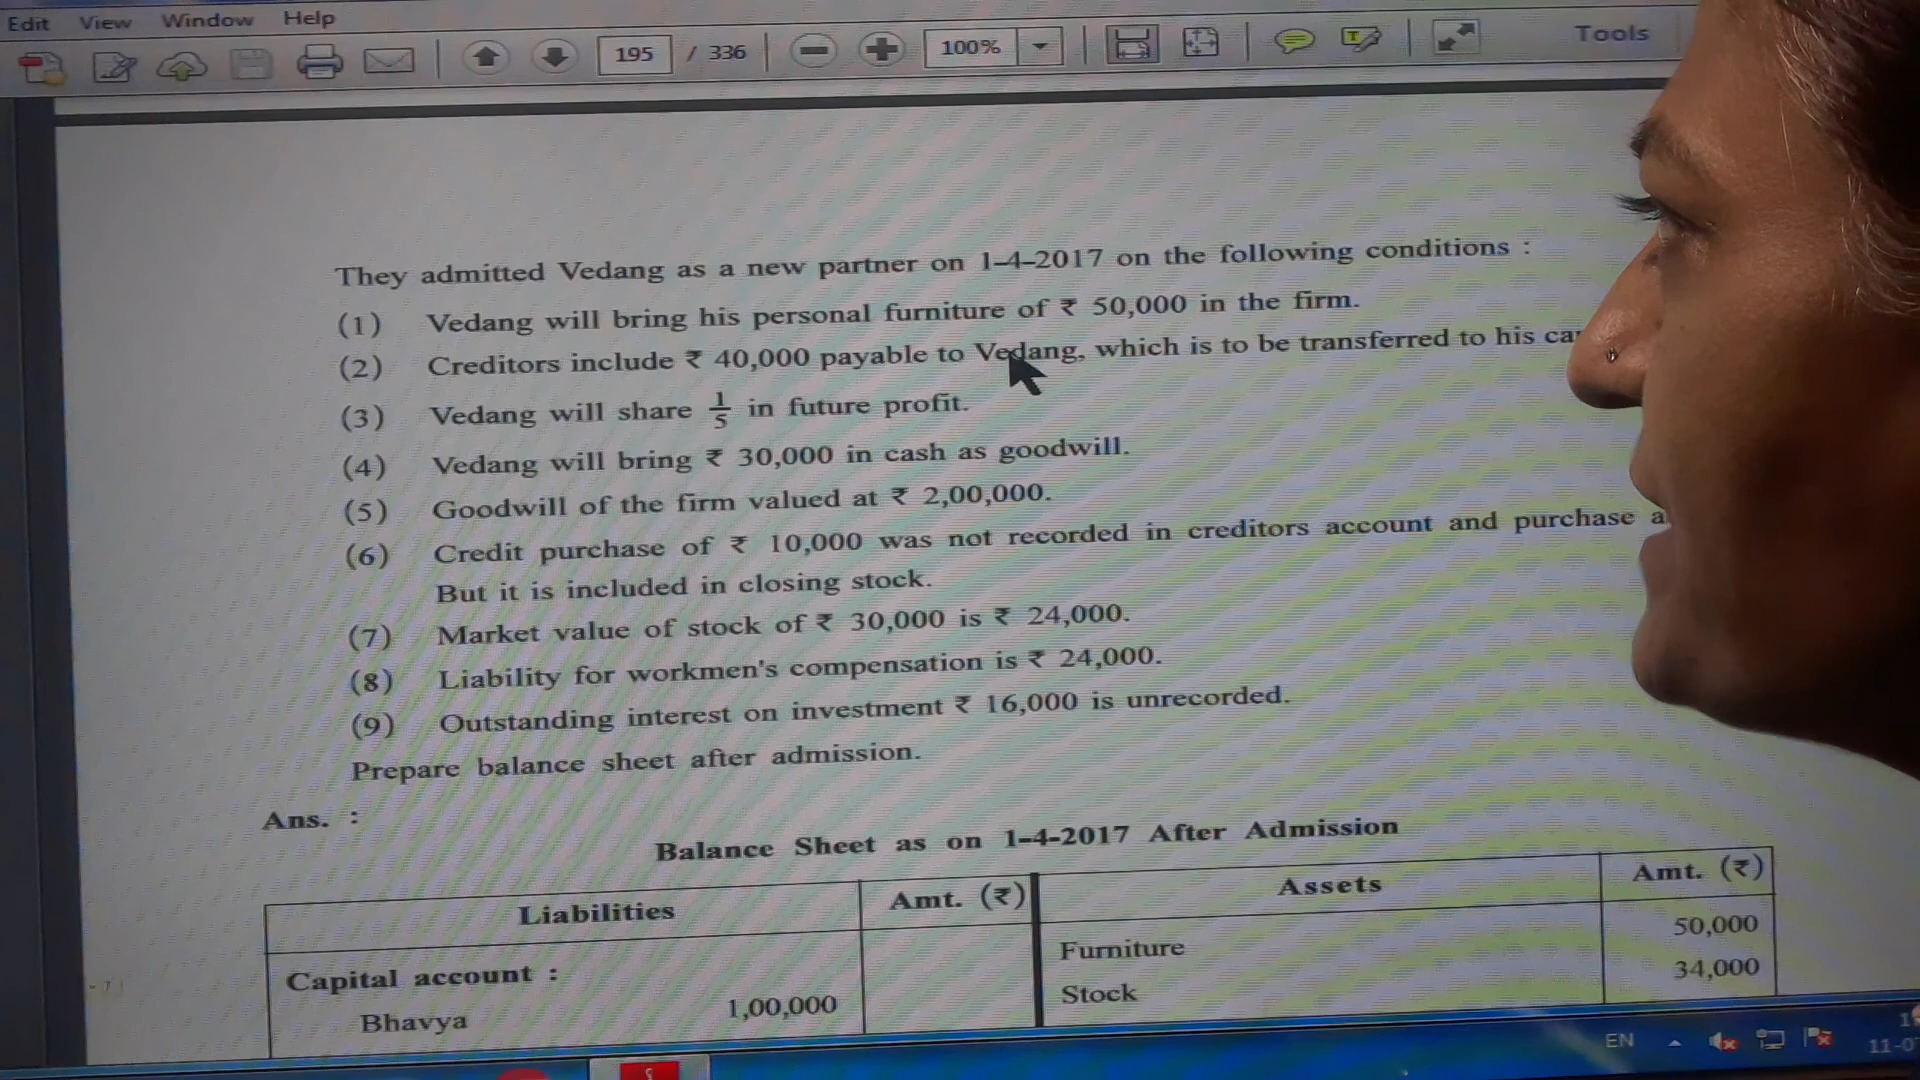 Edit View Window Help
195 / 336 100% Tools
They admitted Vedang as a new partner on 1-4-2017 on the following conditions :
(1) Vedang will bring his personal furniture of ₹ 50,000 in the firm.
(2) Creditors include ₹ 40,000 payable to Vedang, which is to be transferred to his
(3) Vedang will share 1/5 in future profit.
(4) Vedang will bring ₹ 30,000 in cash as goodwill.
(5) Goodwill of the firm valued at ₹ 2,00,000.
(6) Credit purchase of ₹ 10,000 was not recorded in creditors account and purchase
But it is included in closing stock.
(7) Market value of stock of ₹ 30,000 is ₹ 24,000.
(8) Liability for workmen's compensation is ₹ 24,000.
(9) Outstanding interest on investment ₹ 16,000 is unrecorded.
Prepare balance sheet after admission.
Ans. :
Balance Sheet as on 1-4-2017 After Admission
Liabilities Amt. (₹) Assets Amt. (₹)
Capital account : Furniture 50,000
Bhavya 1,00,000 Stock 34,000
EN